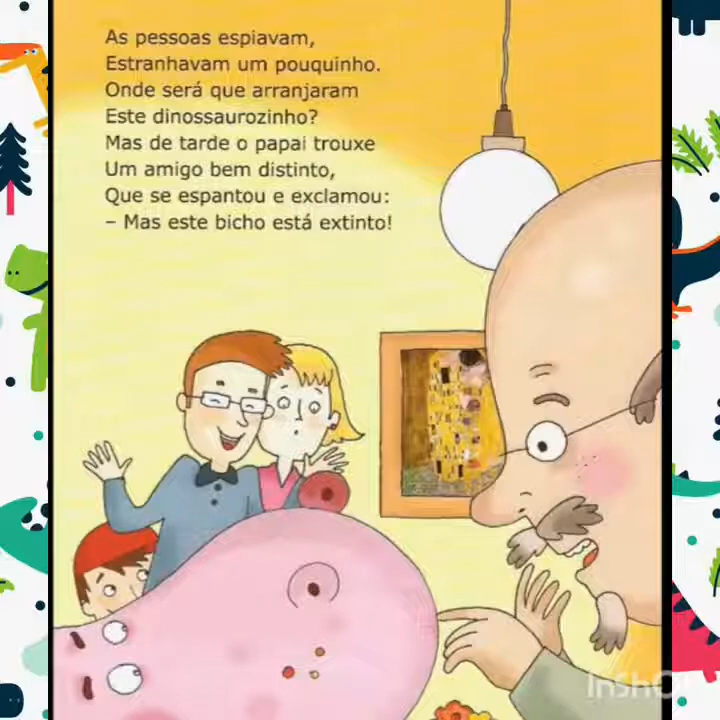 As pessoas espiavam,
Estranhavam um pouquinho.
Onde será que arranjaram
Este dinossaurozinho?
Mas de tarde o papai trouxe
Um amigo bem distinto,
Que se espantou e exclamou:
– Mas este bicho está extinto!
InShOt